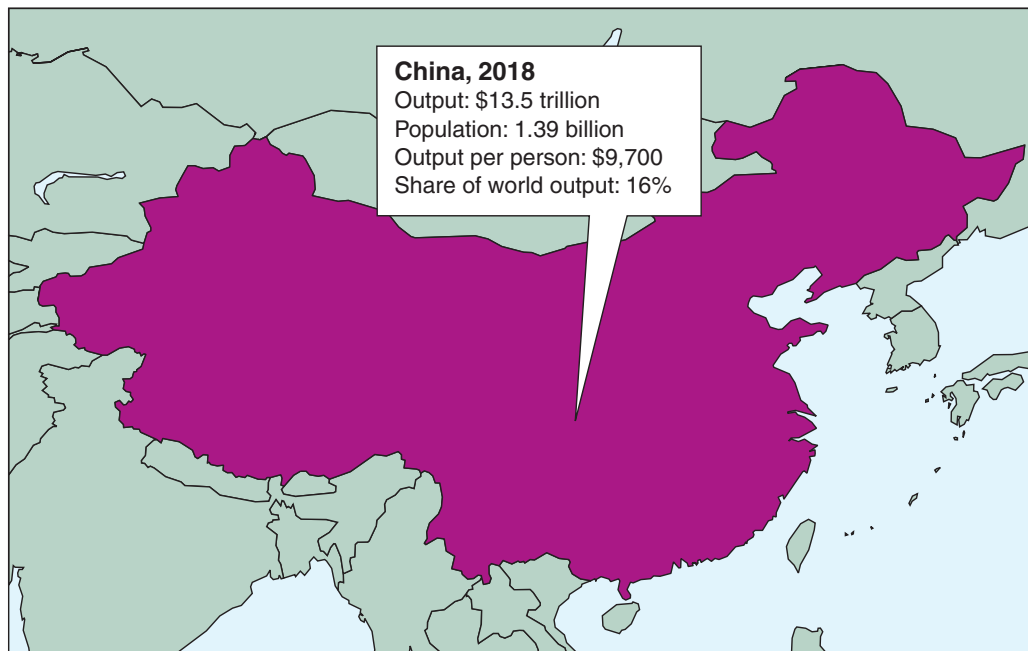 China, 2018
Output: $13.5 trillion
Population: 1.39 billion
Output per person: $9,700
Share of world output: 16%